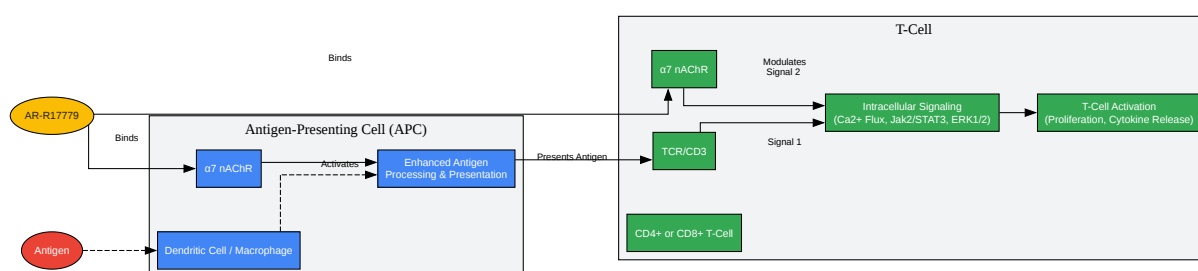 T-Cell
Binds
α7 nAChR
Modulates
Signal 2
AR-R17779
Intracellular Signaling
(Ca2+ Flux, Jak2/STAT3, ERK1/2)
T-Cell Activation
(Proliferation, Cytokine Release)
Antigen-Presenting Cell (APC)
Binds
Signal 1
TCR/CD3
α7 nAChR
Activates
Enhanced Antigen
Processing & Presentation
Presents Antigen
CD4+ or CD8+ T-Cell
Antigen
Dendritic Cell / Macrophage